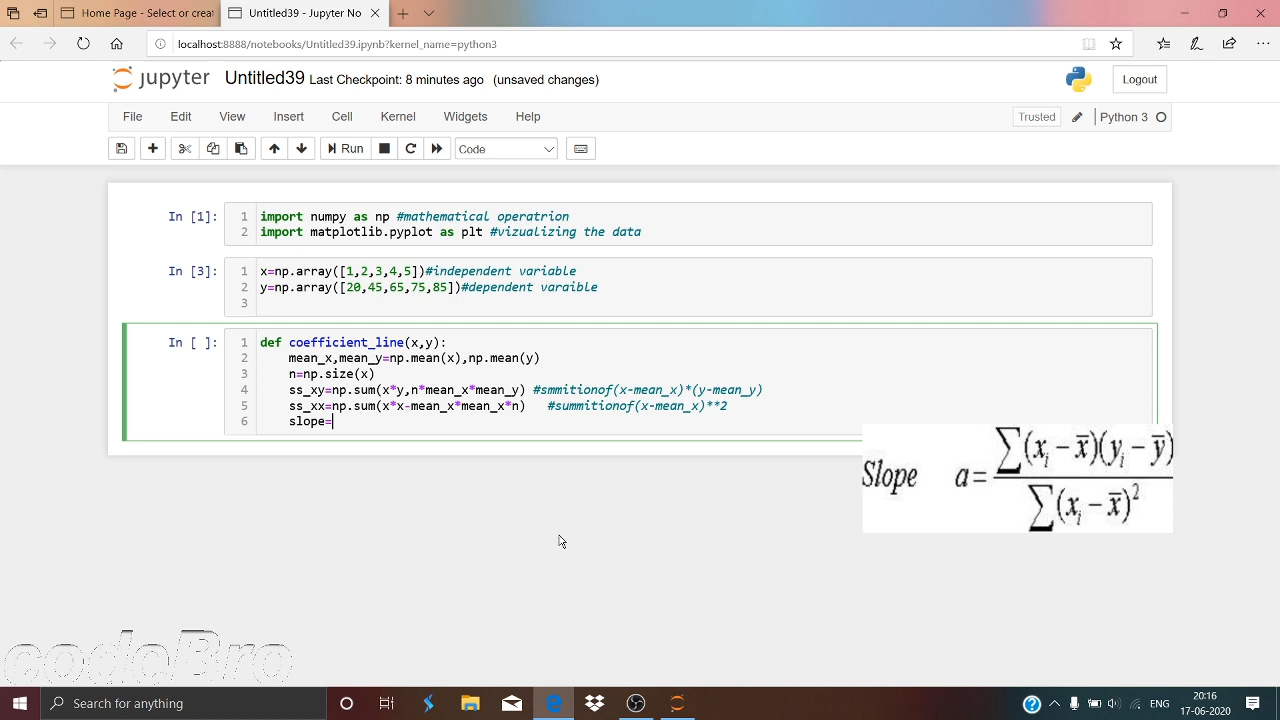 Home Page - Select or creat
Untitled39 - Jupyter No
localhost:8888/notebooks/Untitled39.ipynb?kernel_name=python3
jupyter Untitled39 Last Checkpoint: 8 minutes ago (unsaved changes)
Logout
File Edit View Insert Cell Kernel Widgets Help
Trusted Python 3
Run Code
In [1]:
1 import numpy as np #mathematical operatrion
2 import matplotlib.pyplot as plt #vizualizing the data
In [3]:
1 x=np.array([1,2,3,4,5])#independent variable
2 y=np.array([20,45,65,75,85])#dependent varaible
3
In [ ]:
1 def coefficient_line(x,y):
2 mean_x,mean_y=np.mean(x),np.mean(y)
3 n=np.size(x)
4 ss_xy=np.sum(x*y,n*mean_x*mean_y) #smmitionof(x-mean_x)*(y-mean_y)
5 ss_xx=np.sum(x*x-mean_x*mean_x*n) #summitionof(x-mean_x)**2
6 slope=
Slope a = ∑(xᵢ − x̄)(yᵢ − ȳ)
∑(xᵢ − x̄)²
codeBro
Search for anything
ENG
20:16
17-06-2020